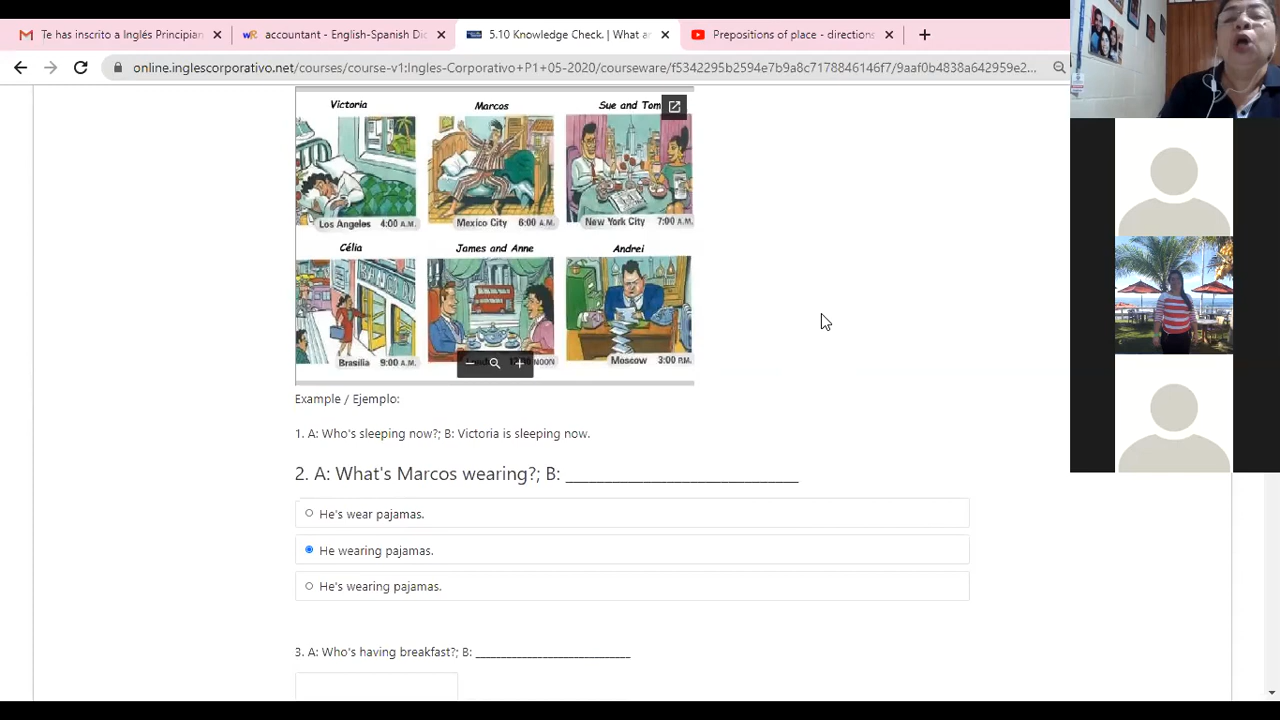 Te has inscrito a Inglés Principian
accountant - English-Spanish Dic
5.10 Knowledge Check. | What a
Prepositions of place - directions
online.inglescorporativo.net/courses/course-v1:Ingles-Corporativo+P1+05-2020/courseware/f5342295b2594e7b9a8c7178846146f7/9aaf0b4838a642959e2...
Victoria
Marcos
Sue and Tom
Los Angeles 4:00 A.M.
Mexico City 6:00 A.M.
New York City 7:00 A.M.
Célia
James and Anne
Andrei
Brasilia 9:00 A.M.
NOON
Moscow 3:00 P.M.
Example / Ejemplo:
1. A: Who's sleeping now?; B: Victoria is sleeping now.
2. A: What's Marcos wearing?; B: ____________________________
He's wear pajamas.
He wearing pajamas.
He's wearing pajamas.
3. A: Who's having breakfast?; B: ____________________________